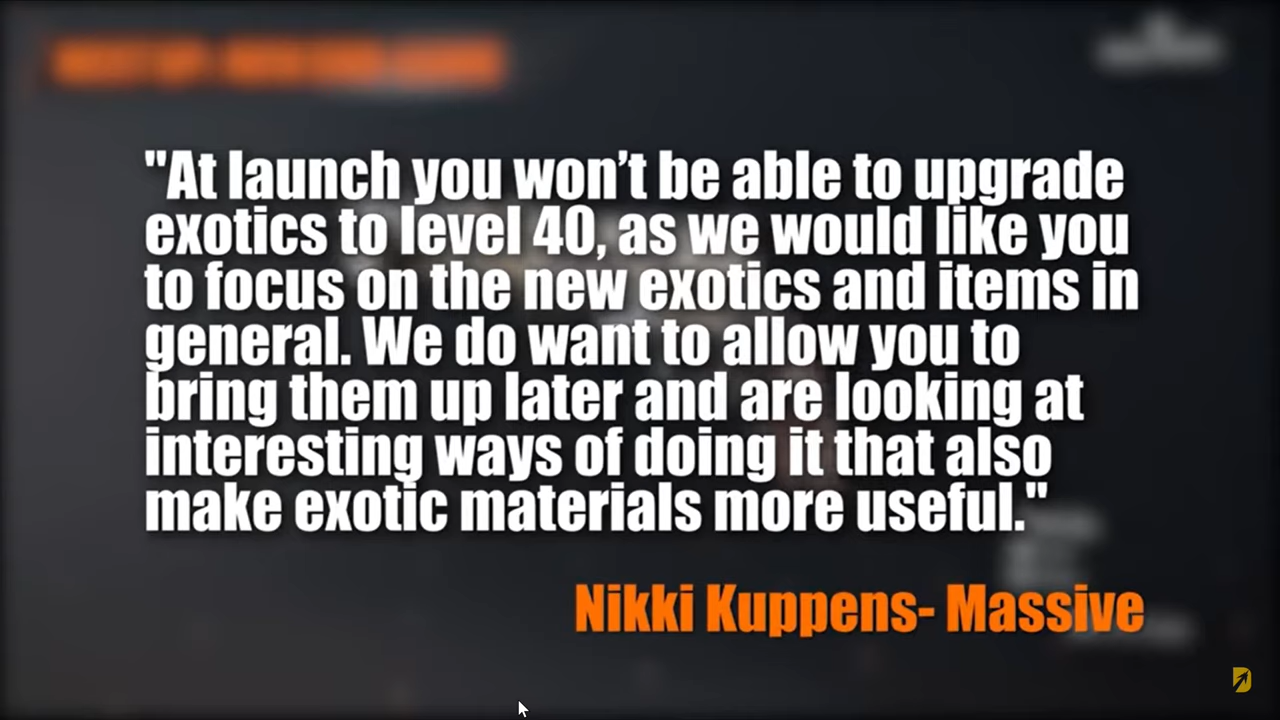 "At launch you won’t be able to upgrade
exotics to level 40, as we would like you
to focus on the new exotics and items in
general. We do want to allow you to
bring them up later and are looking at
interesting ways of doing it that also
make exotic materials more useful."
Nikki Kuppens- Massive